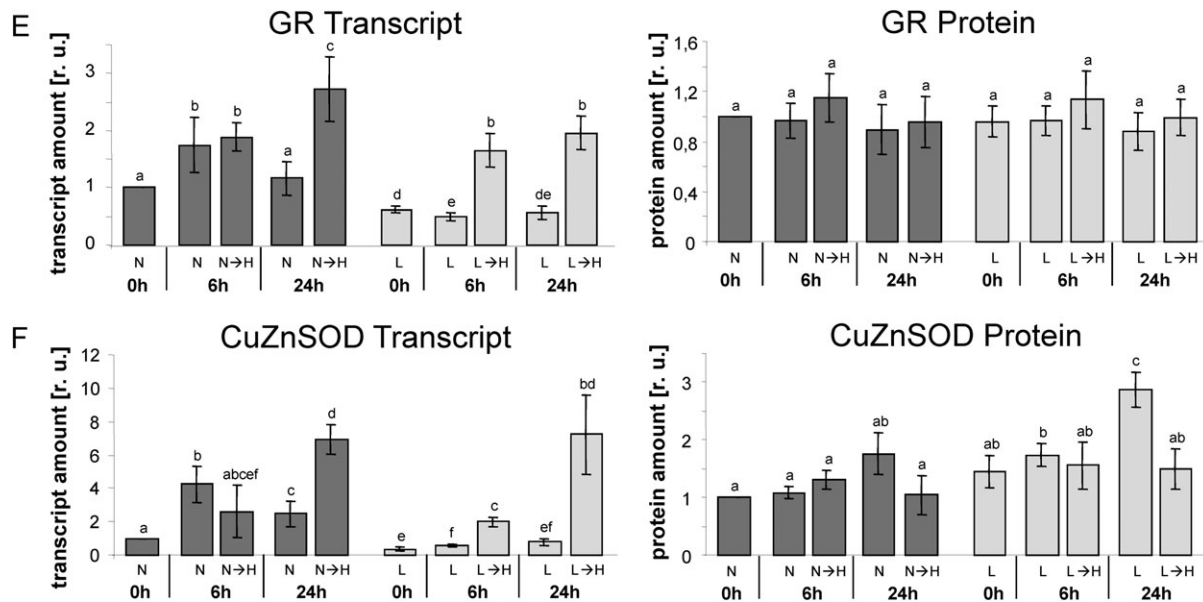 E
GR Transcript
transcript amount [r. u.]
3
2
1
0
a
b
b
a
c
d
e
b
de
b
N
N
N→H
N
N→H
L
L
L→H
L
L→H
0h
6h
24h
0h
6h
24h
GR Protein
protein amount [r. u.]
1,6
1,2
0,8
0,4
0
a
a
a
a
a
a
a
a
a
a
N
N
N→H
N
N→H
L
L
L→H
L
L→H
0h
6h
24h
0h
6h
24h
F
CuZnSOD Transcript
transcript amount [r. u.]
12
10
8
6
4
2
0
a
b
abcef
c
d
e
f
c
ef
bd
N
N
N→H
N
N→H
L
L
L→H
L
L→H
0h
6h
24h
0h
6h
24h
CuZnSOD Protein
protein amount [r. u.]
3
2
1
0
a
a
a
ab
a
ab
b
ab
c
ab
N
N
N→H
N
N→H
L
L
L→H
L
L→H
0h
6h
24h
0h
6h
24h